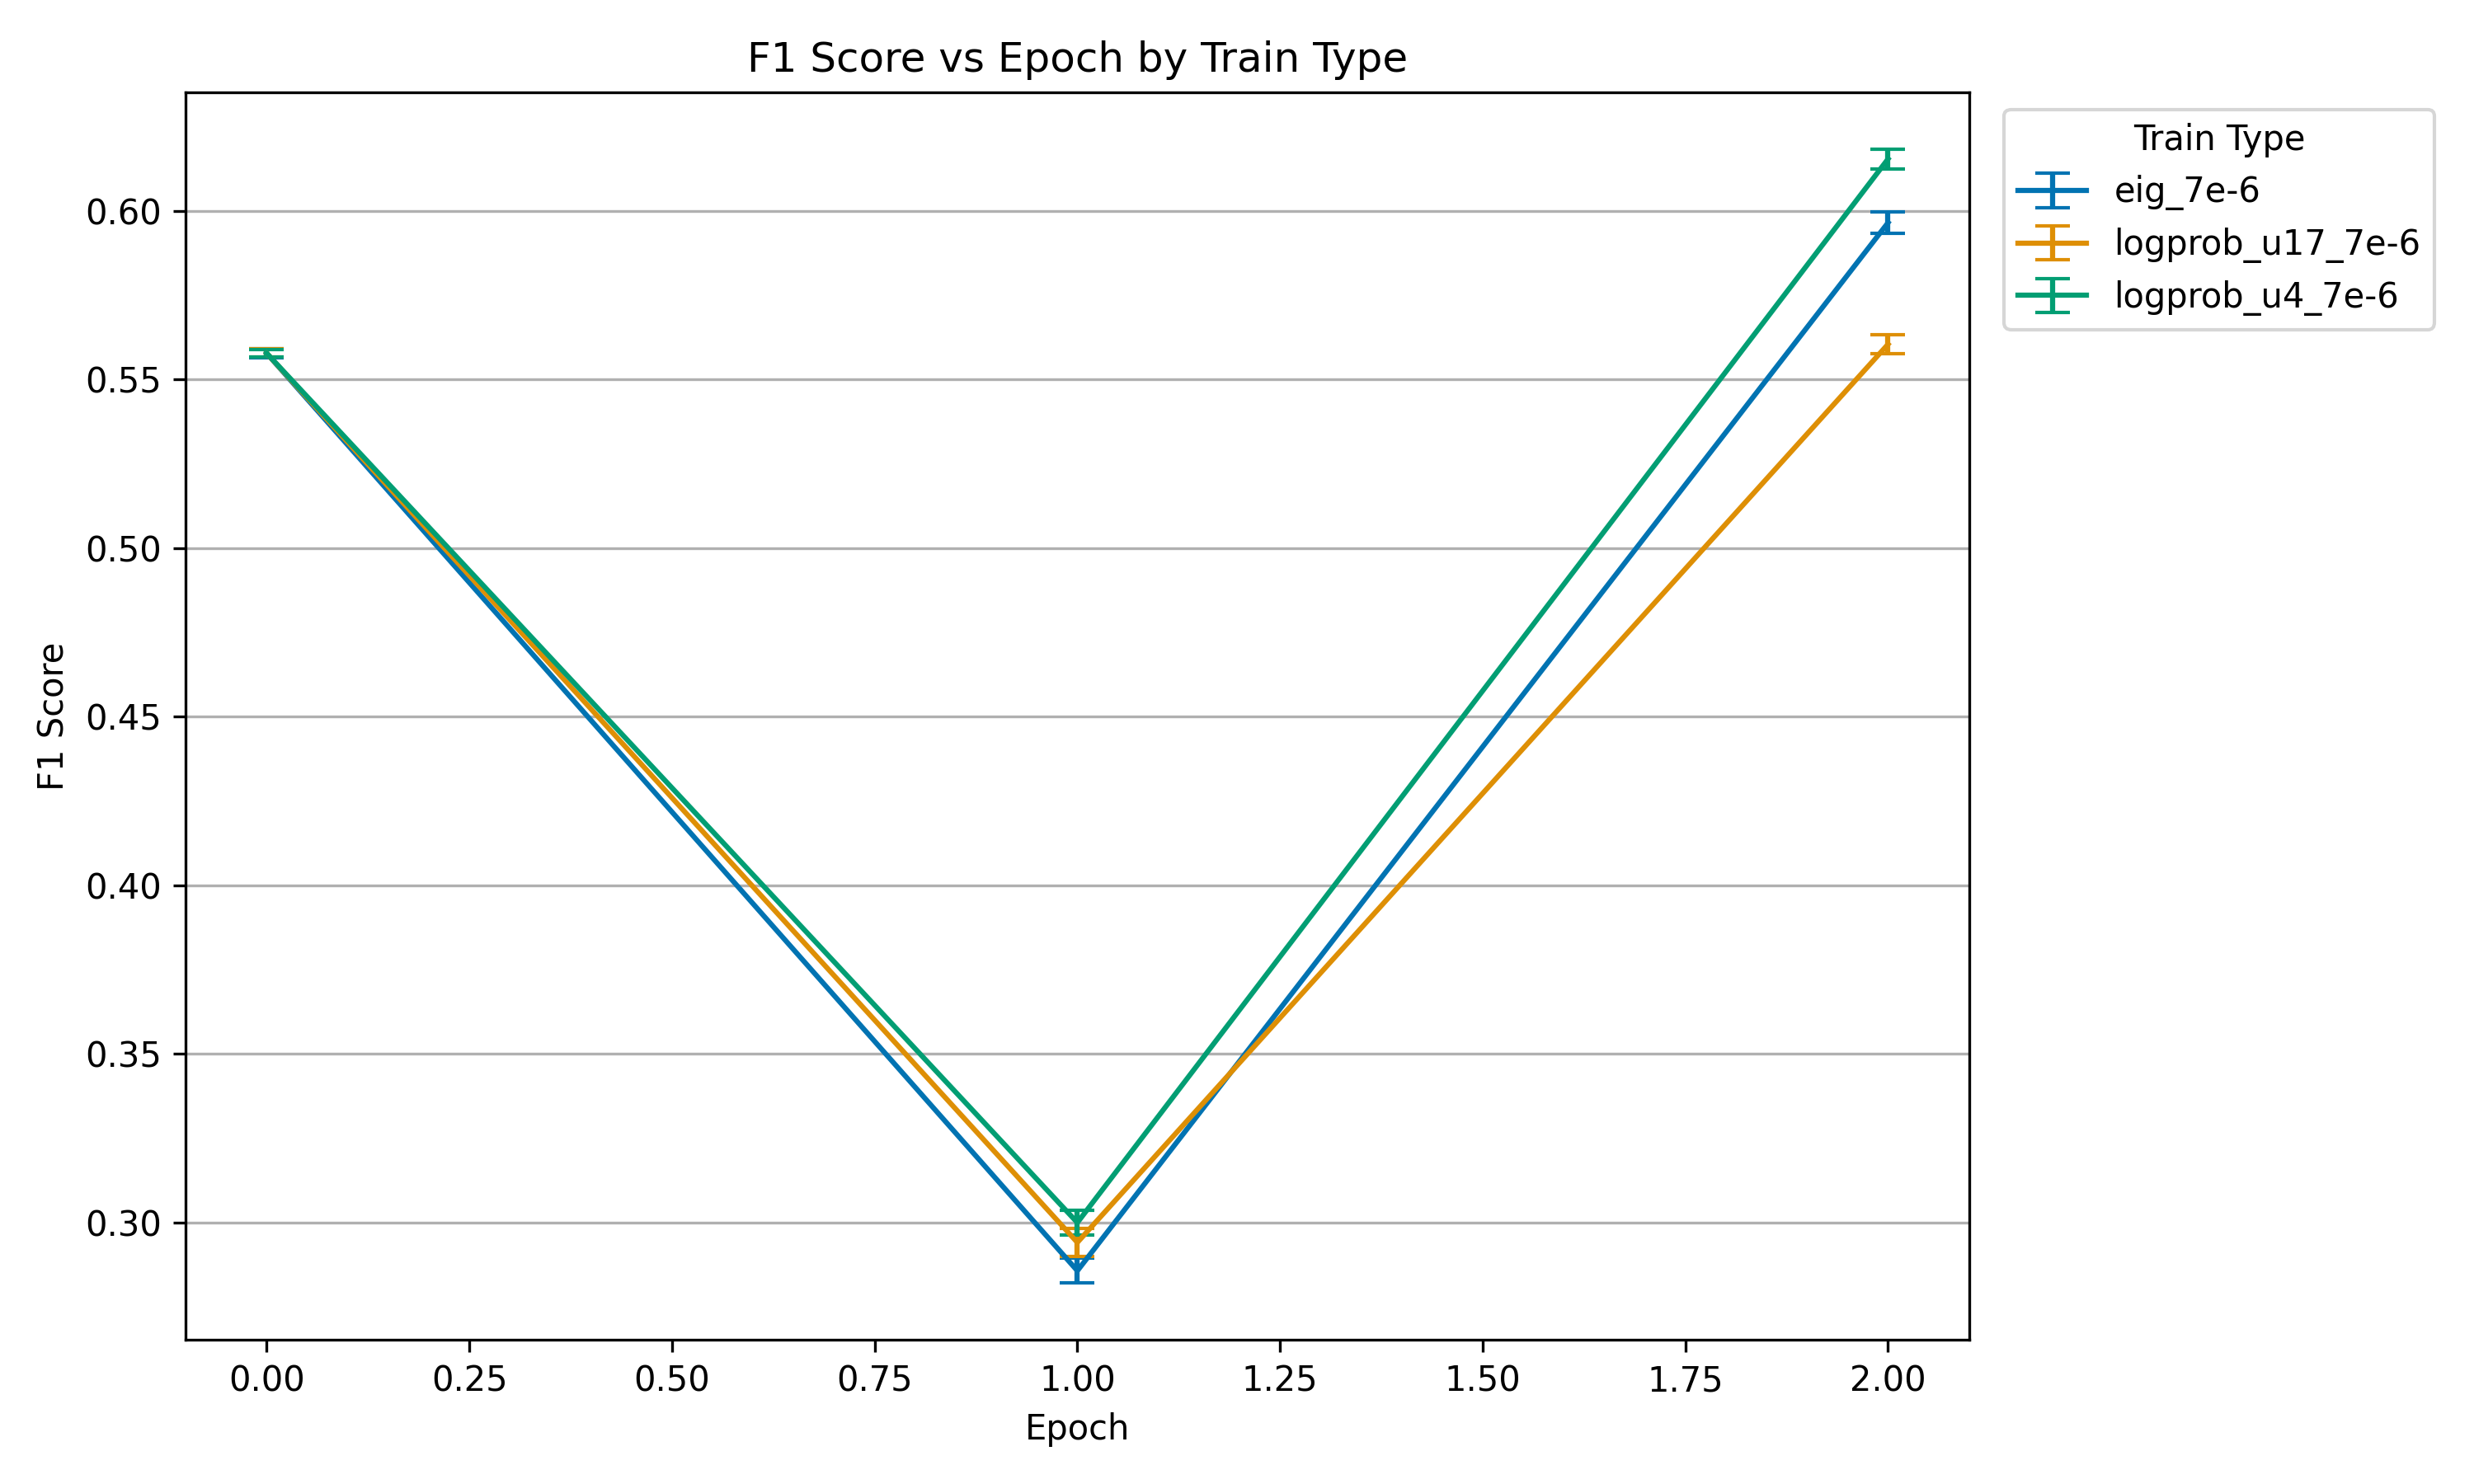 F1 Score vs Epoch by Train Type
Train Type
eig_7e-6
logprob_u17_7e-6
logprob_u4_7e-6
F1 Score
0.60
0.55
0.50
0.45
0.40
0.35
0.30
0.00 0.25 0.50 0.75 1.00 1.25 1.50 1.75 2.00
Epoch